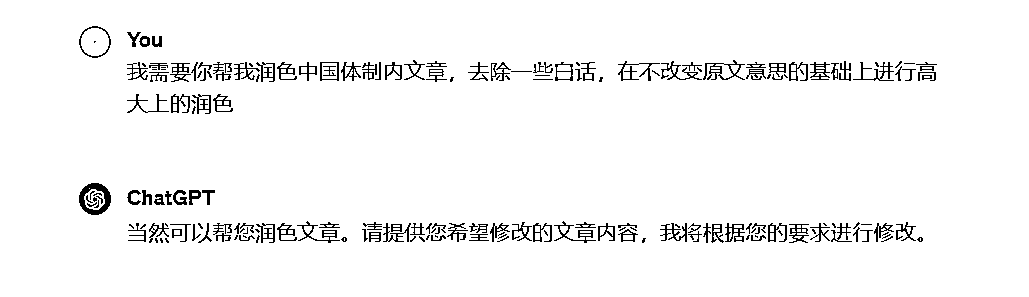 You
我需要你帮我润色中国体制内文章，去除一些白话，在不改变原文意思的基础上进行高
大上的润色
ChatGPT
当然可以帮您润色文章。请提供您希望修改的文章内容，我将根据您的要求进行修改。